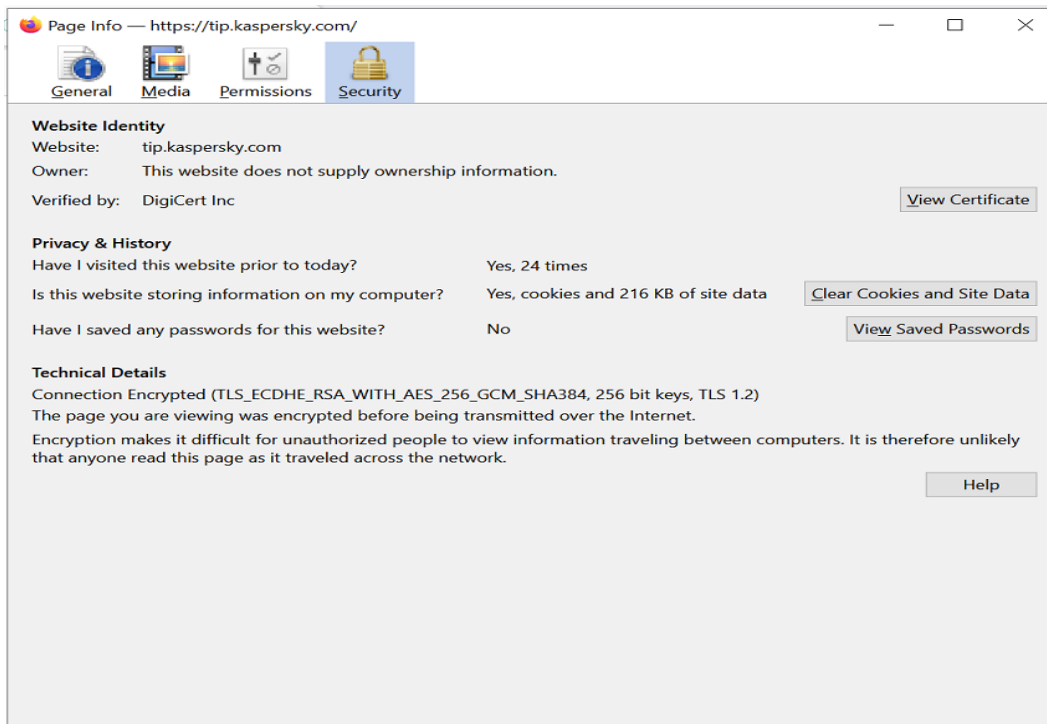 Page Info — https://tip.kaspersky.com/
General Media Permissions Security
Website Identity
Website: tip.kaspersky.com
Owner: This website does not supply ownership information.
Verified by: DigiCert Inc View Certificate
Privacy & History
Have I visited this website prior to today? Yes, 24 times
Is this website storing information on my computer? Yes, cookies and 216 KB of site data Clear Cookies and Site Data
Have I saved any passwords for this website? No View Saved Passwords
Technical Details
Connection Encrypted (TLS_ECDHE_RSA_WITH_AES_256_GCM_SHA384, 256 bit keys, TLS 1.2)
The page you are viewing was encrypted before being transmitted over the Internet.
Encryption makes it difficult for unauthorized people to view information traveling between computers. It is therefore unlikely
that anyone read this page as it traveled across the network.
Help